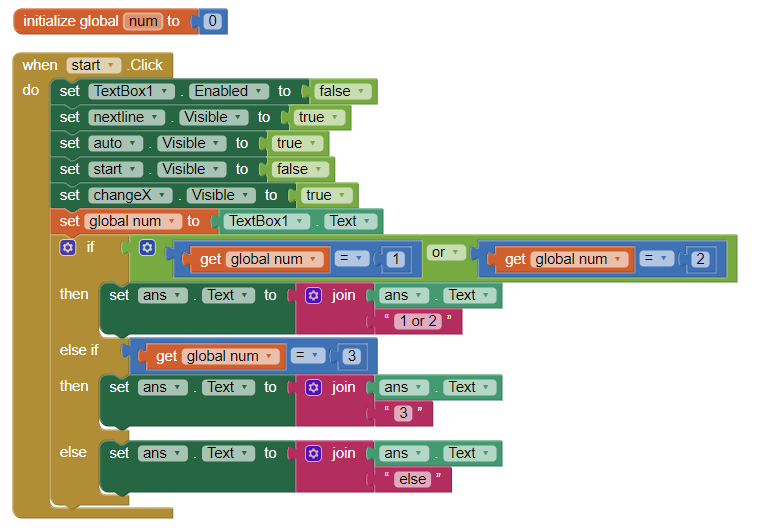 initialize global num to 0
when start .Click
do set TextBox1 . Enabled to false
set nextline . Visible to true
set auto . Visible to true
set start . Visible to false
set changeX . Visible to true
set global num to TextBox1 . Text
if get global num = 1 or get global num = 2
then set ans . Text to join ans . Text
“ 1 or 2 ”
else if get global num = 3
then set ans . Text to join ans . Text
“ 3 ”
else set ans . Text to join ans . Text
“ else ”